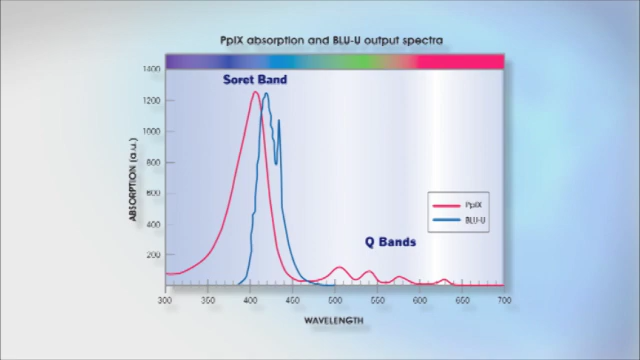 PpIX absorption and BLU-U output spectra
Soret Band
1400
1200
1000
800
600
400
200
ABSORPTION (a.u.)
PpIX
BLU-U
Q Bands
300 350 400 450 500 550 600 650 700
WAVELENGTH